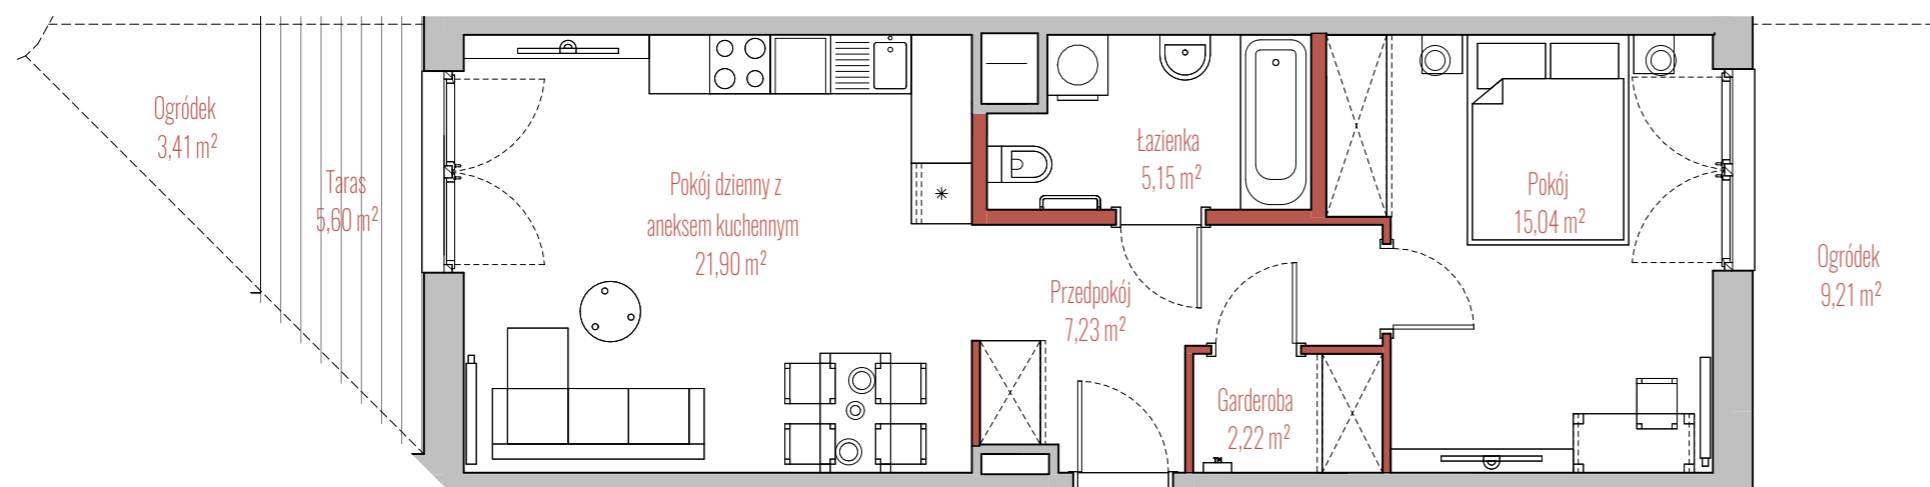 Ogródek
3,41 m²
Taras
5,60 m²
Pokój dzienny z
aneksem kuchennym
21,90 m²
Łazienka
5,15 m²
Przedpokój
7,23 m²
Garderoba
2,22 m²
Pokój
15,04 m²
Ogródek
9,21 m²